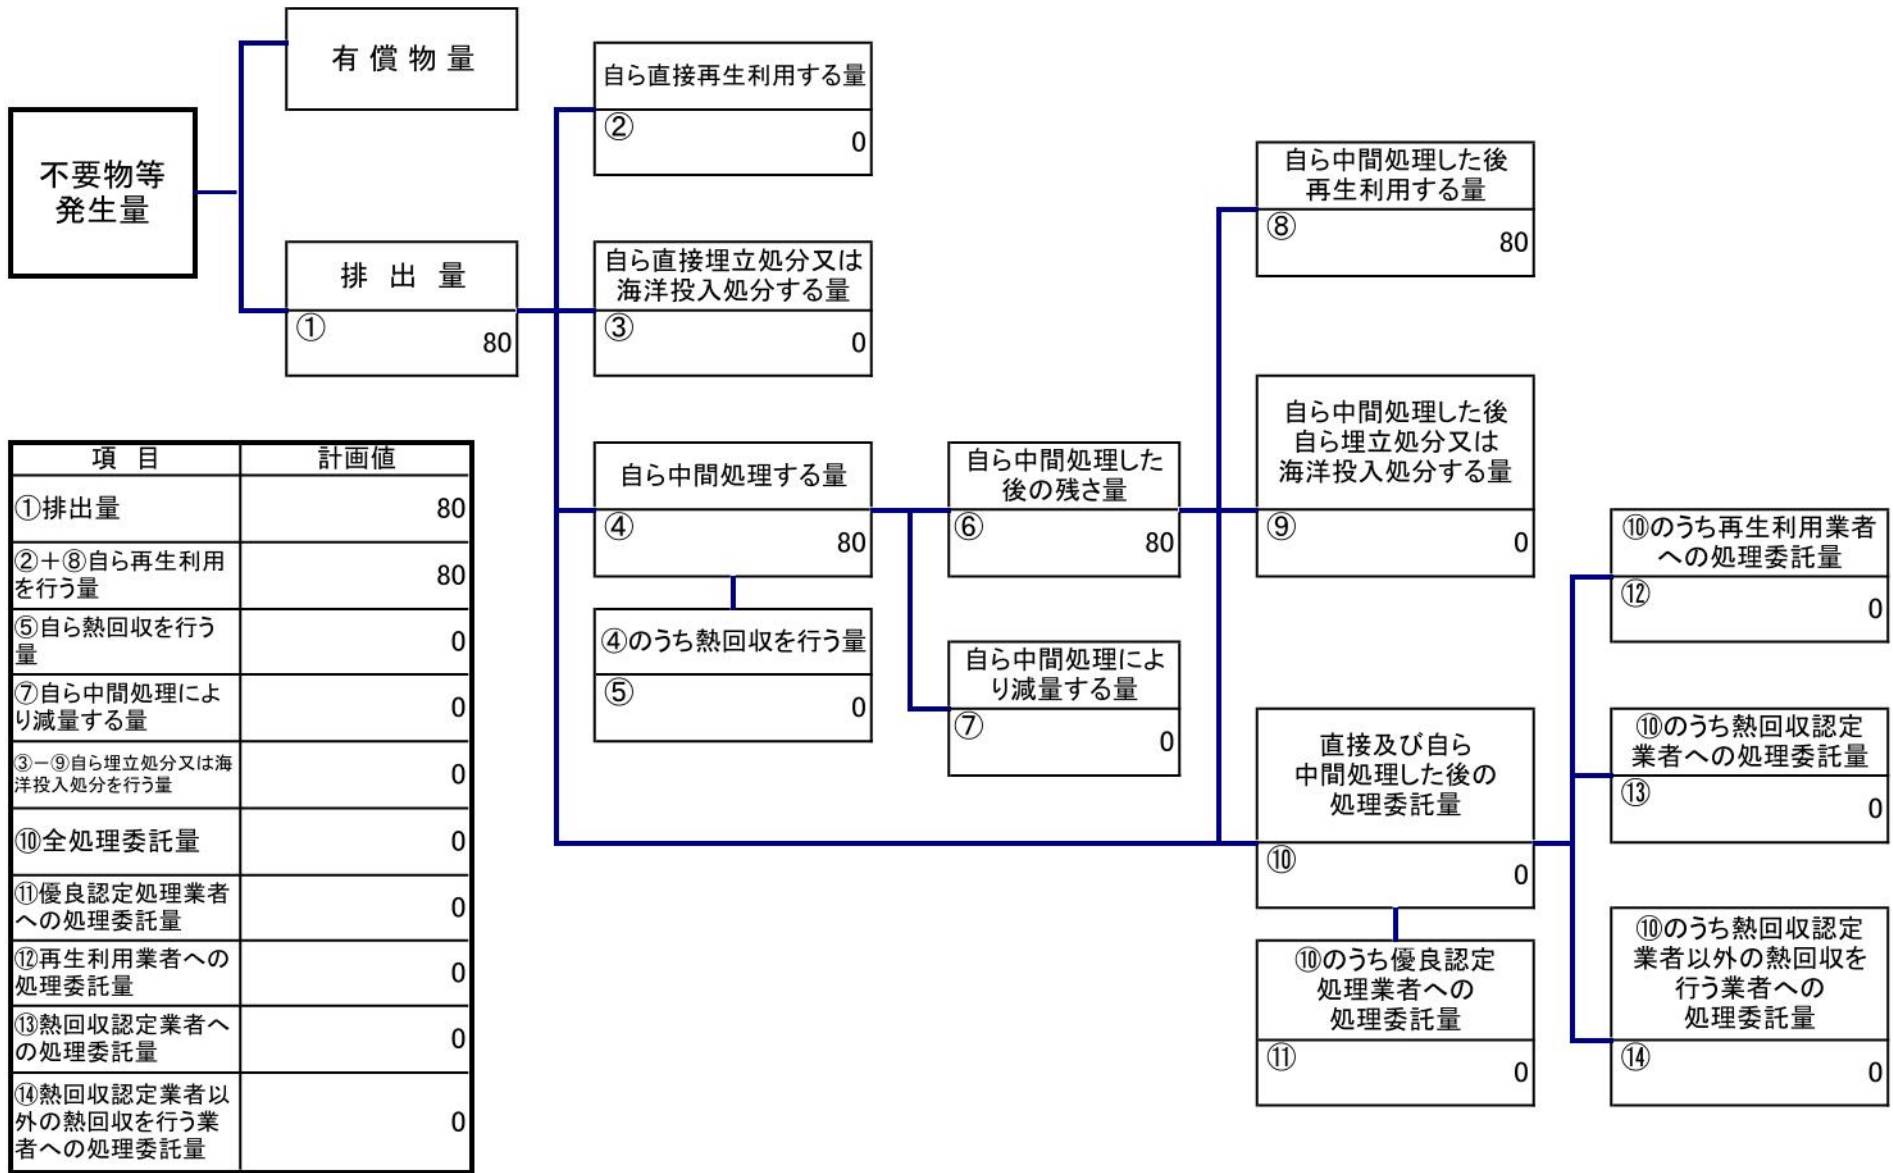 有 償 物 量
不要物等
発生量
排 出 量
①
80
自ら直接再生利用する量
②
0
自ら直接埋立処分又は
海洋投入処分する量
③
0
自ら中間処理する量
④
80
④のうち熱回収を行う量
⑤
0
自ら中間処理した
後の残さ量
⑥
80
自ら中間処理によ
り減量する量
⑦
0
自ら中間処理した後
再生利用する量
⑧
80
自ら中間処理した後
自ら埋立処分又は
海洋投入処分する量
⑨
0
直接及び自ら
中間処理した後の
処理委託量
⑩
0
⑩のうち優良認定
処理業者への
処理委託量
⑪
0
⑩のうち再生利用業者
への処理委託量
⑫
0
⑩のうち熱回収認定
業者への処理委託量
⑬
0
⑩のうち熱回収認定
業者以外の熱回収を
行う業者への
処理委託量
⑭
0
項 目 計画値
①排出量 80
②+⑧自ら再生利用
を行う量 80
⑤自ら熱回収を行う
量 0
⑦自ら中間処理によ
り減量する量 0
③-⑨自ら埋立処分又は海
洋投入処分を行う量 0
⑩全処理委託量 0
⑪優良認定処理業者
への処理委託量 0
⑫再生利用業者への
処理委託量 0
⑬熱回収認定業者へ
の処理委託量 0
⑭熱回収認定業者以
外の熱回収を行う業
者への処理委託量 0